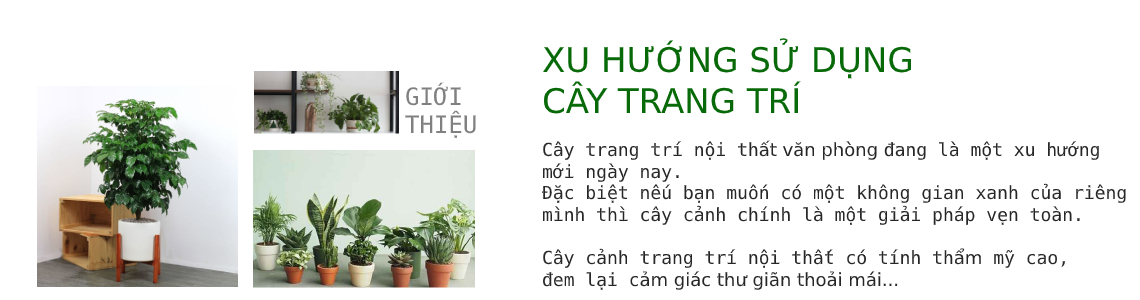 GIỚI
THIỆU
XU HƯỚNG SỬ DỤNG
CÂY TRANG TRÍ
Cây trang trí nội thất văn phòng đang là một xu hướng
mới ngày nay.
Đặc biệt nếu bạn muốn có một không gian xanh của riêng
mình thì cây cảnh chính là một giải pháp vẹn toàn.
Cây cảnh trang trí nội thất có tính thẩm mỹ cao,
đem lại cảm giác thư giãn thoải mái...